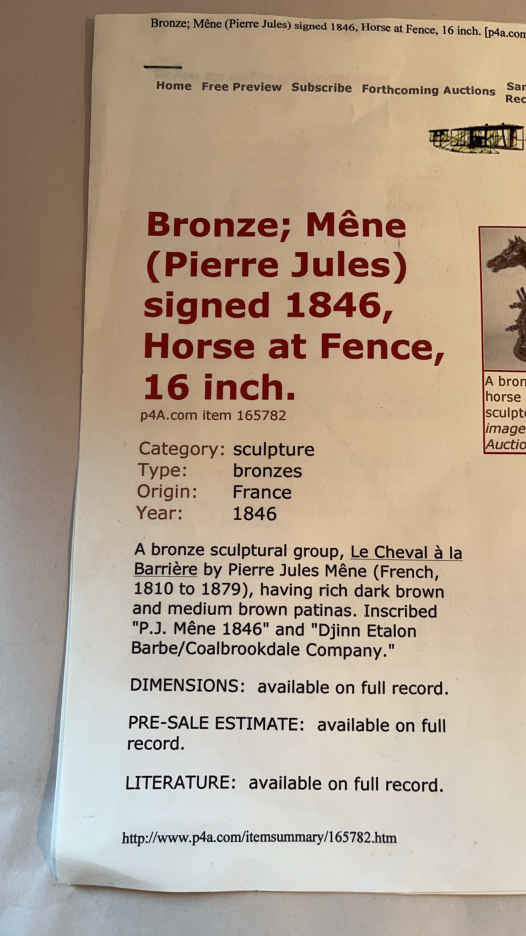 Bronze; Mêne (Pierre Jules) signed 1846, Horse at Fence, 16 inch. [p4a.com
Home Free Preview Subscribe Forthcoming Auctions
Bronze; Mêne
(Pierre Jules)
signed 1846,
Horse at Fence,
16 inch.
p4A.com item 165782
Category: sculpture
Type: bronzes
Origin: France
Year: 1846
A bronze sculptural group, Le Cheval à la
Barrière by Pierre Jules Mêne (French,
1810 to 1879), having rich dark brown
and medium brown patinas. Inscribed
"P.J. Mêne 1846" and "Djinn Etalon
Barbe/Coalbrookdale Company."
DIMENSIONS: available on full record.
PRE-SALE ESTIMATE: available on full
record.
LITERATURE: available on full record.
http://www.p4a.com/itemsummary/165782.htm
A bron
horse
sculpt
image
Auctio